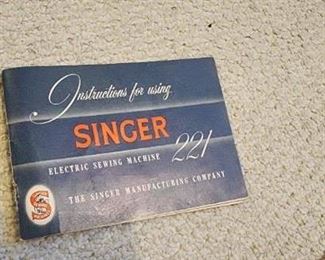 Instructions for using
SINGER
ELECTRIC SEWING MACHINE 221
S
THE SINGER MANUFACTURING COMPANY